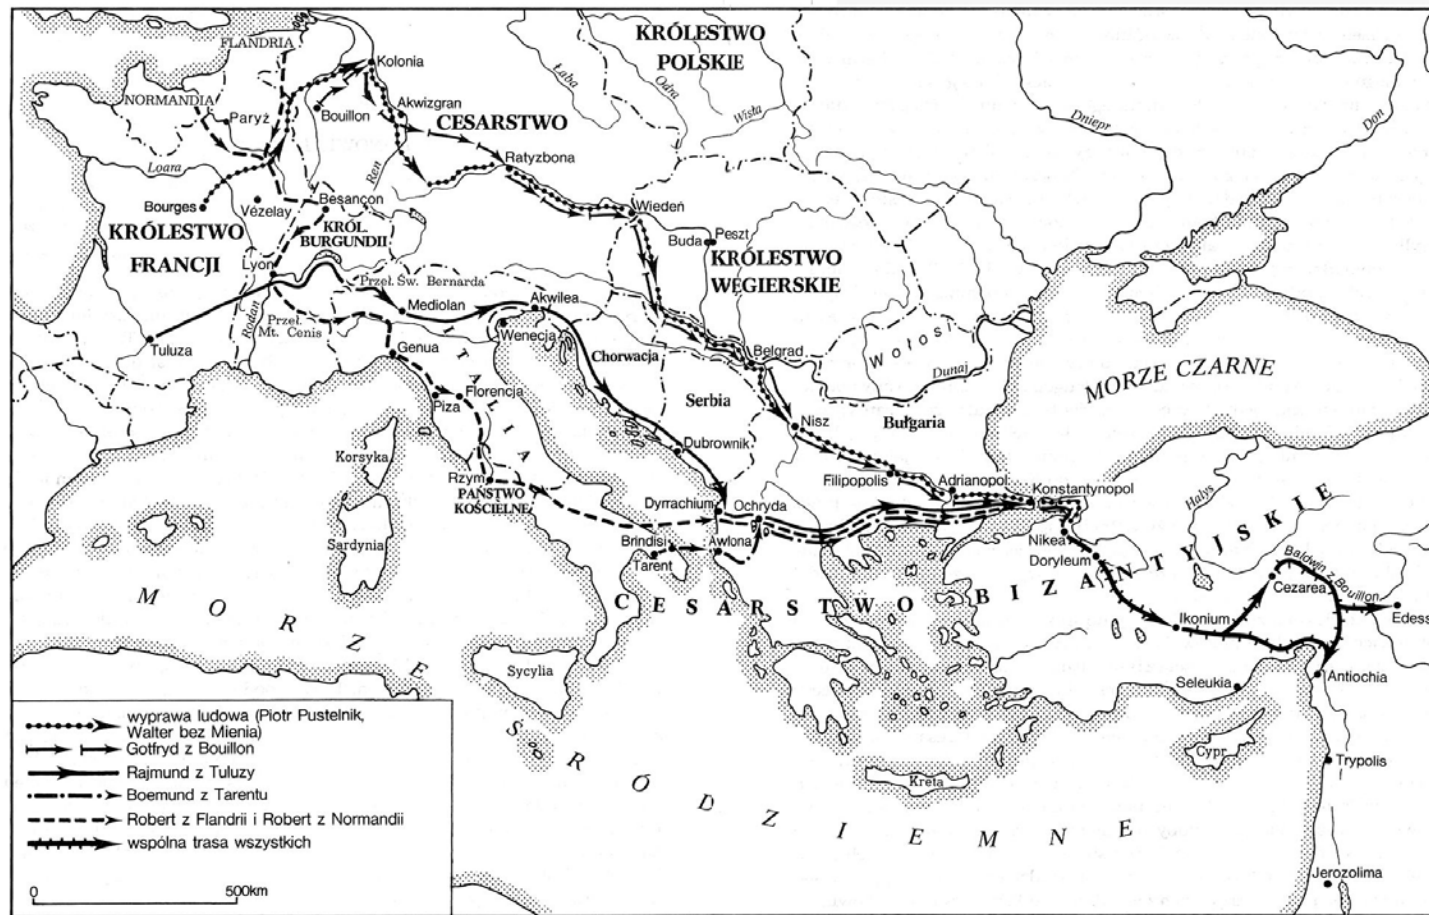 FLANDRIA
Kolonia
KRÓLESTWO
POLSKIE
Łaba
Odra
Wisła
Dniepr
Don
NORMANDIA
Paryż
Bouillon
Akwizgran
CESARSTWO
Ren
Loara
Ratyzbona
Bourges
Vézelay
Besançon
Wiedeń
Buda
Peszt
KRÓLESTWO
FRANCJI
KRÓL.
BURGUNDII
KRÓLESTWO
WĘGIERSKIE
Lyon
Przeł. Św. Bernarda
Mediolan
Akwilea
Wenecja
Rodan
Przeł.
Mt. Cenis
Tuluza
Genua
Chorwacja
Belgrad
Wołosi
Dunaj
MORZE CZARNE
Piza
Florencja
ITALIA
Serbia
Nisz
Bułgaria
Korsyka
Dubrownik
Rzym
PAŃSTWO
KOŚCIELNE
Filipopolis
Adrianopol
Konstantynopol
Halys
Dyrrachium
Ochryda
Sardynia
Brindisi
Tarent
Awlona
Nikea
Doryleum
CESARSTWO BIZANTYJSKIE
Baldwin z Bouillon
Cezarea
Edess
Ikonium
Antiochia
Seleukia
Sycylia
Cypr
Kreta
Trypolis
Jerozolima
MORZE ŚRÓDZIEMNE
wyprawa ludowa (Piotr Pustelnik,
Walter bez Mienia)
Gotfryd z Bouillon
Rajmund z Tuluzy
Boemund z Tarentu
Robert z Flandrii i Robert z Normandii
wspólna trasa wszystkich
0 500km